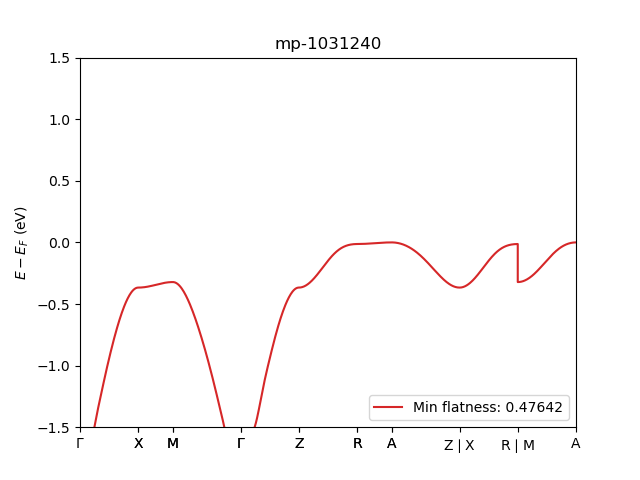 mp-1031240
E − E_F (eV)
1.5
1.0
0.5
0.0
−0.5
−1.0
−1.5
Min flatness: 0.47642
Γ X M Γ Z R A Z | X R | M A